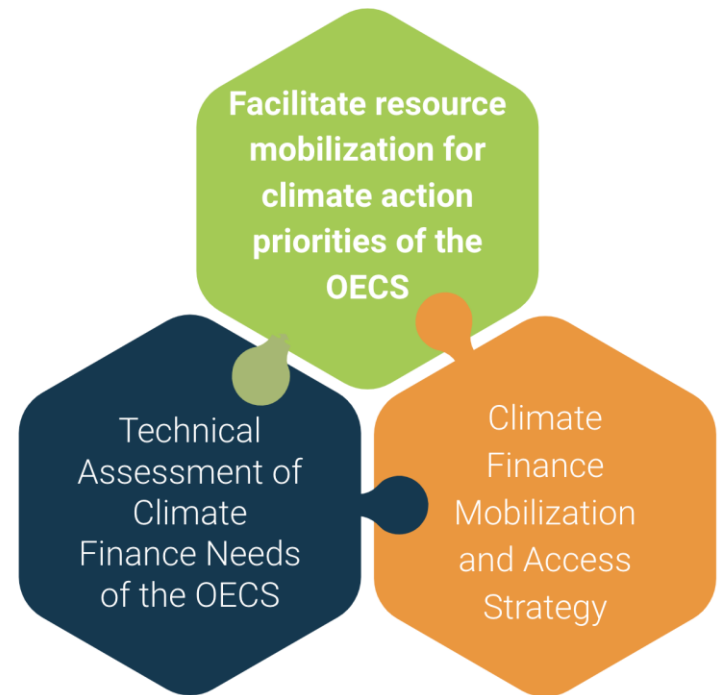 Facilitate resource
mobilization for
climate action
priorities of the
OECS
Technical
Assessment of
Climate
Finance Needs
of the OECS
Climate
Finance
Mobilization
and Access
Strategy